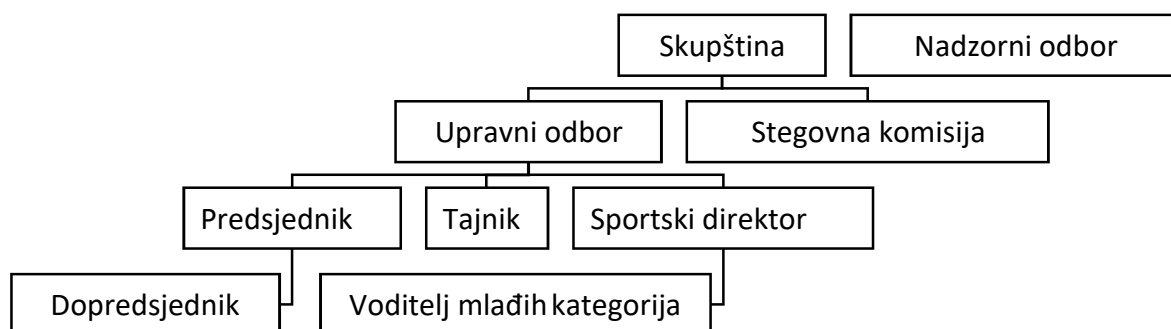 Skupština
Nadzorni odbor
Upravni odbor
Stegovna komisija
Predsjednik
Tajnik
Sportski direktor
Dopredsjednik
Voditelj mlađih kategorija